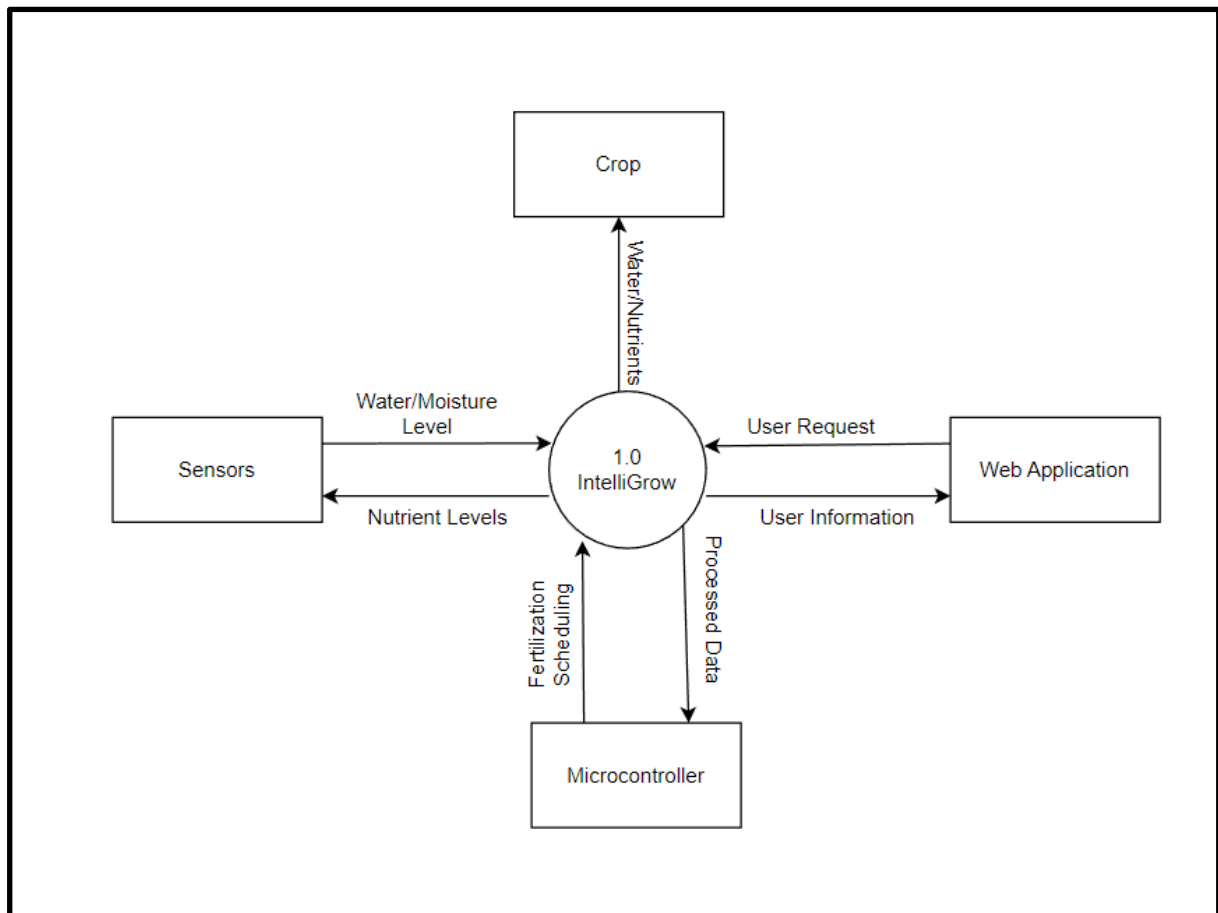 Crop
Water/Nutrients
Water/Moisture
Level
User Request
Sensors
1.0
IntelliGrow
Web Application
Nutrient Levels
User Information
Fertilization
Scheduling
Processed Data
Microcontroller